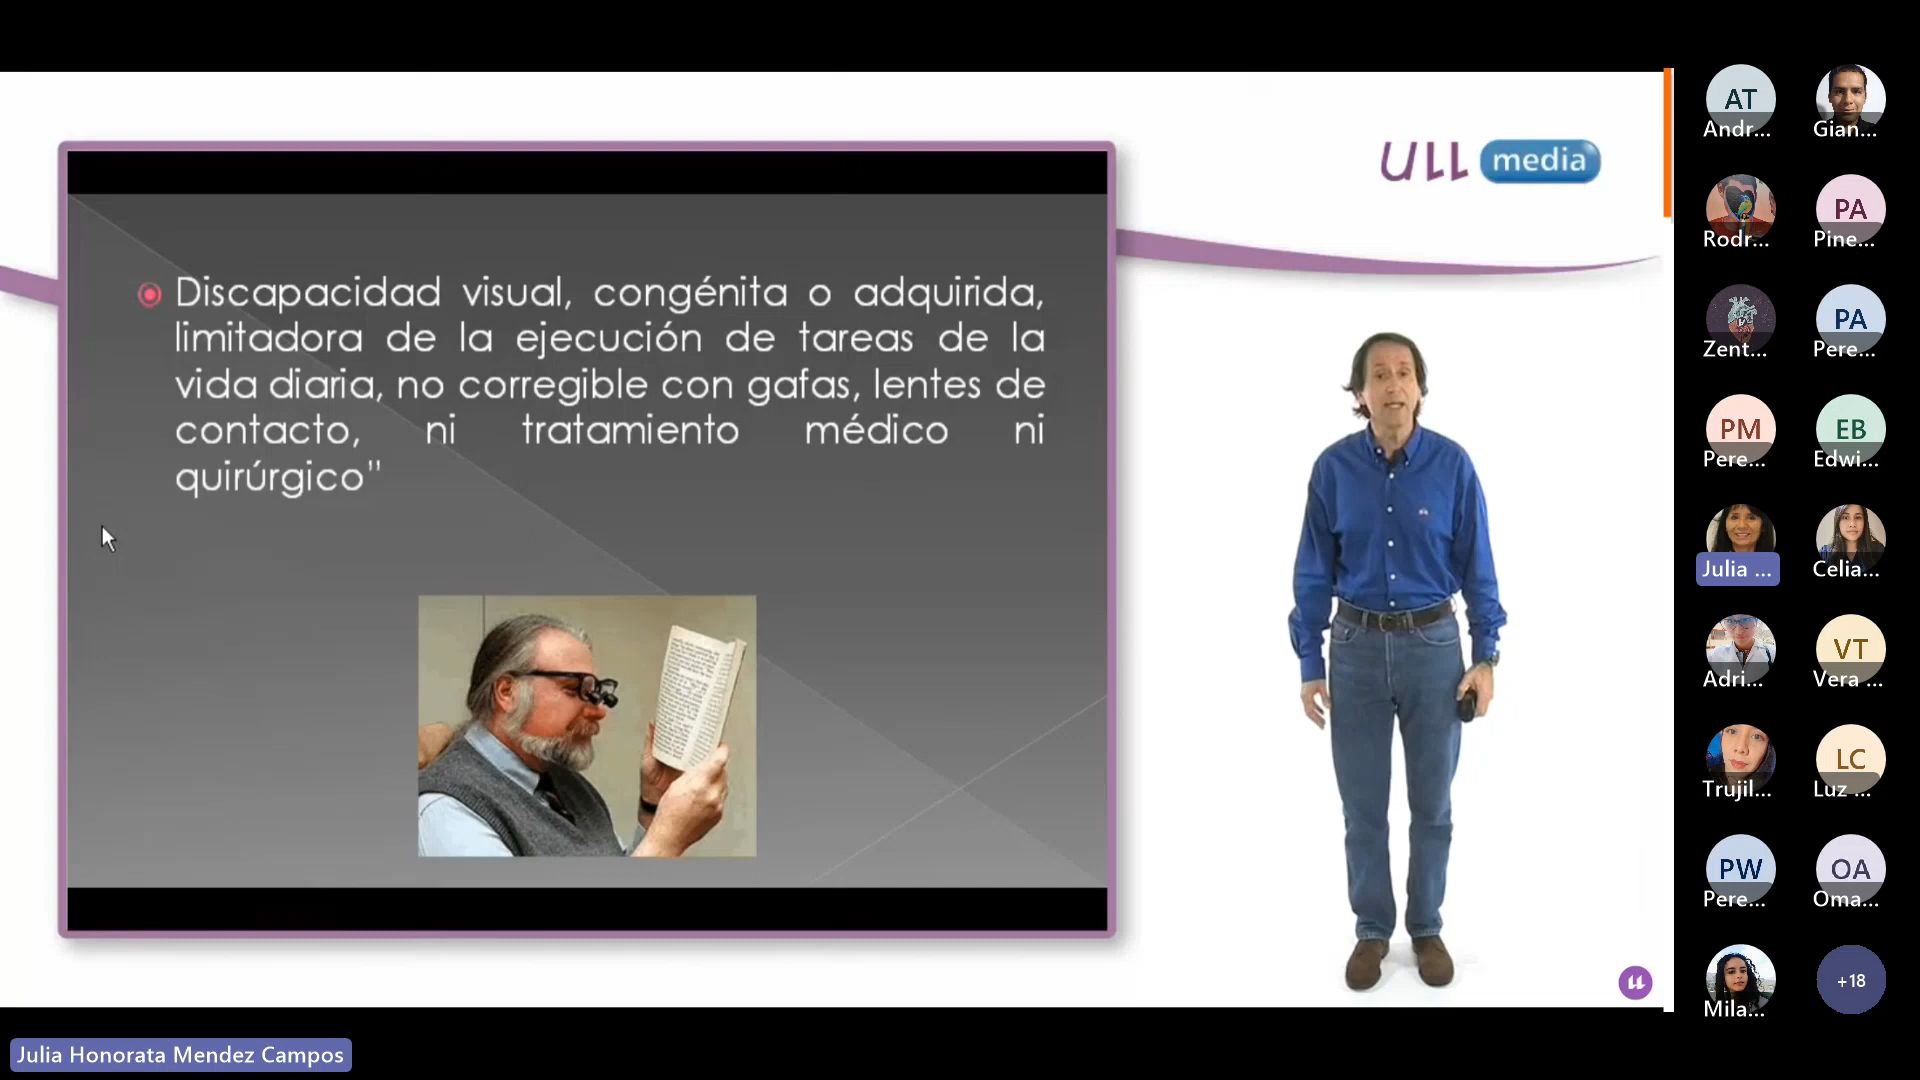 ULL media
Discapacidad visual, congénita o adquirida,
limitadora de la ejecución de tareas de la
vida diaria, no corregible con gafas, lentes de
contacto, ni tratamiento médico ni
quirúrgico"
AT
Andr...
Gian...
Rodr...
PA
Pine...
Zent...
PA
Pere...
PM
Pere...
EB
Edwi...
Julia ...
Celia...
Adri...
VT
Vera ...
Trujil...
LC
Luz ...
PW
Pere...
OA
Oma...
Mila...
+18
Julia Honorata Mendez Campos